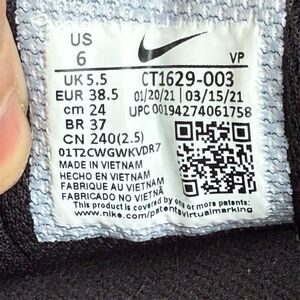 US VP
6
UK 5.5 CT1629-003
EUR 38.5 01/20/21 03/15/21
cm 24 UPC 00194274061758
BR 37
CN 240(2.5)
01T2CWGWKVDR7
MADE IN VIETNAM
HECHO EN VIETNAM
FABRIQUE AU VIETNAM
FABRICADO NO VIETNÃ
This product is covered by one or more patents, see
www.nike.com/patentsvirtualmarking